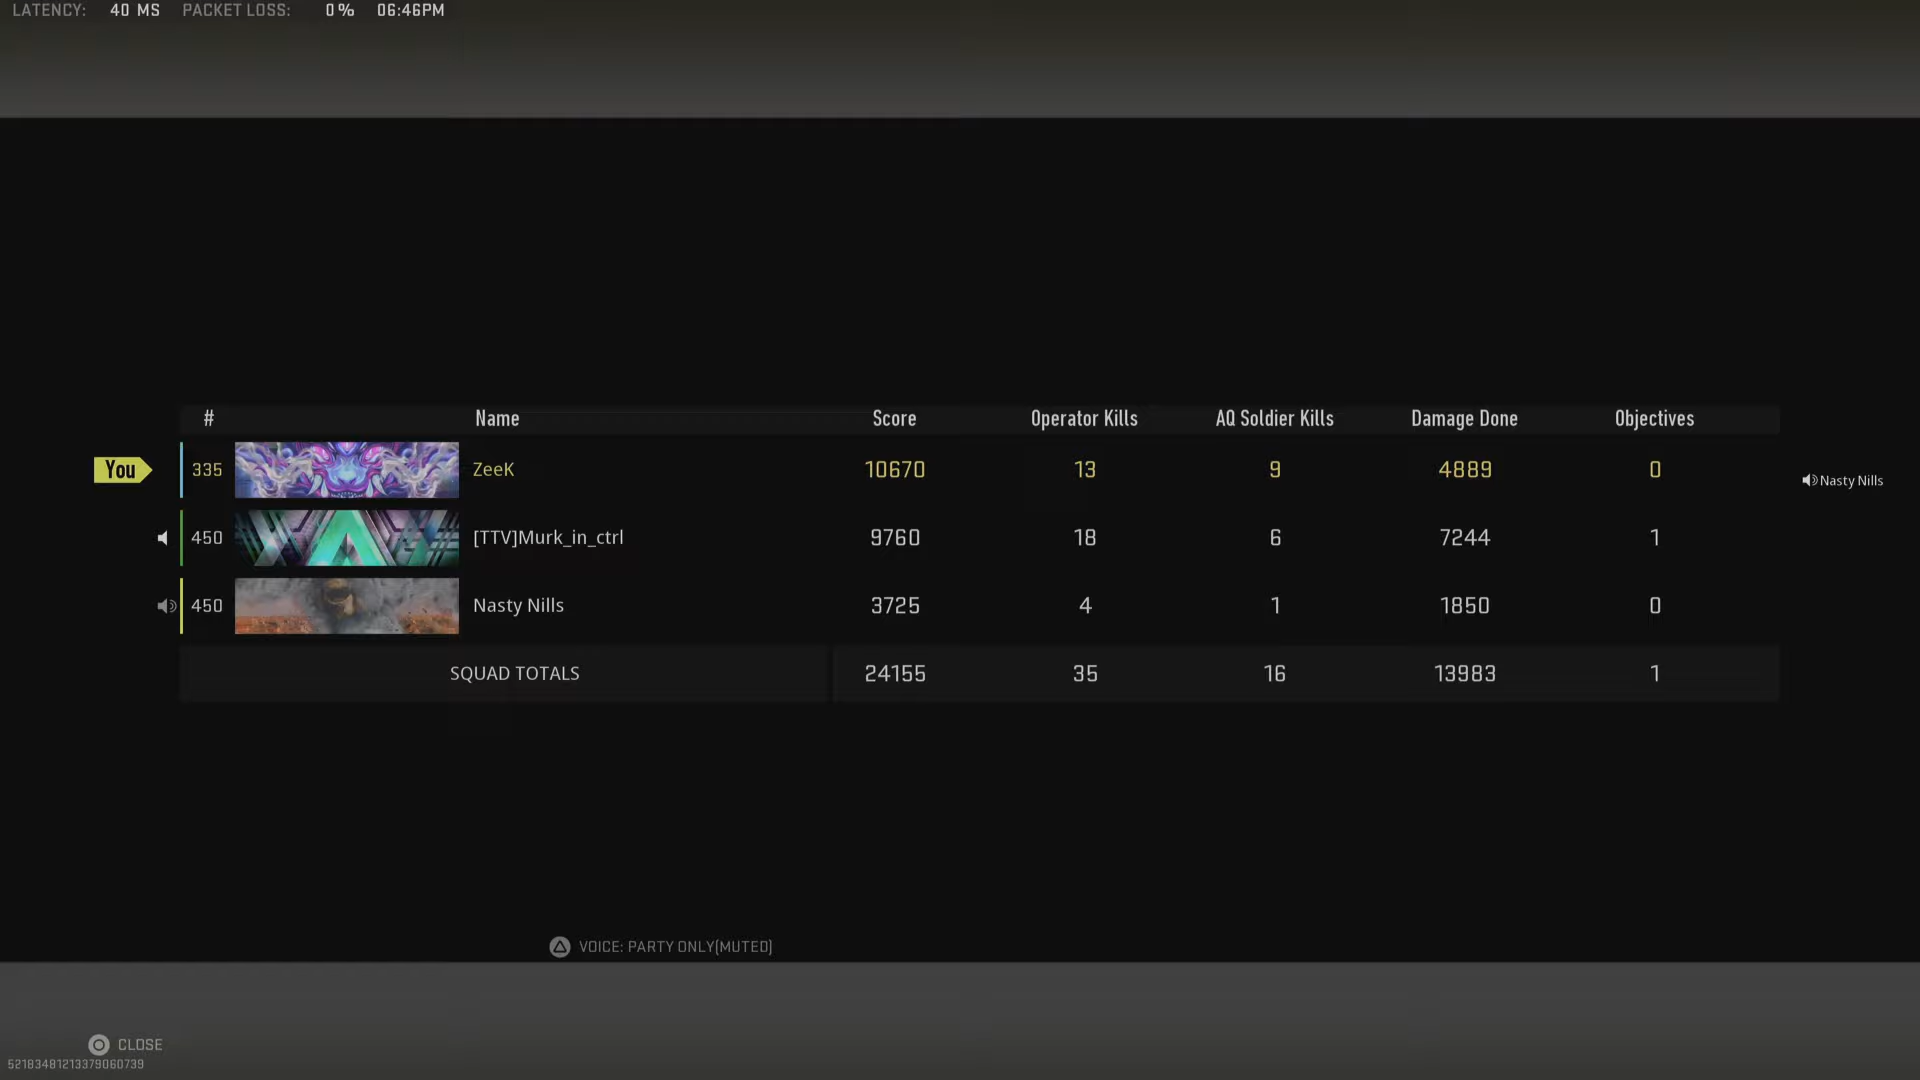 LATENCY: 40 MS PACKET LOSS: 0% 06:46PM
# Name Score Operator Kills AQ Soldier Kills Damage Done Objectives
You 335 ZeeK 10670 13 9 4889 0
Nasty Nills
450 [TTV]Murk_in_ctrl 9760 18 6 7244 1
450 Nasty Nills 3725 4 1 1850 0
SQUAD TOTALS 24155 35 16 13983 1
VOICE: PARTY ONLY[MUTED]
CLOSE
52183481213379060739